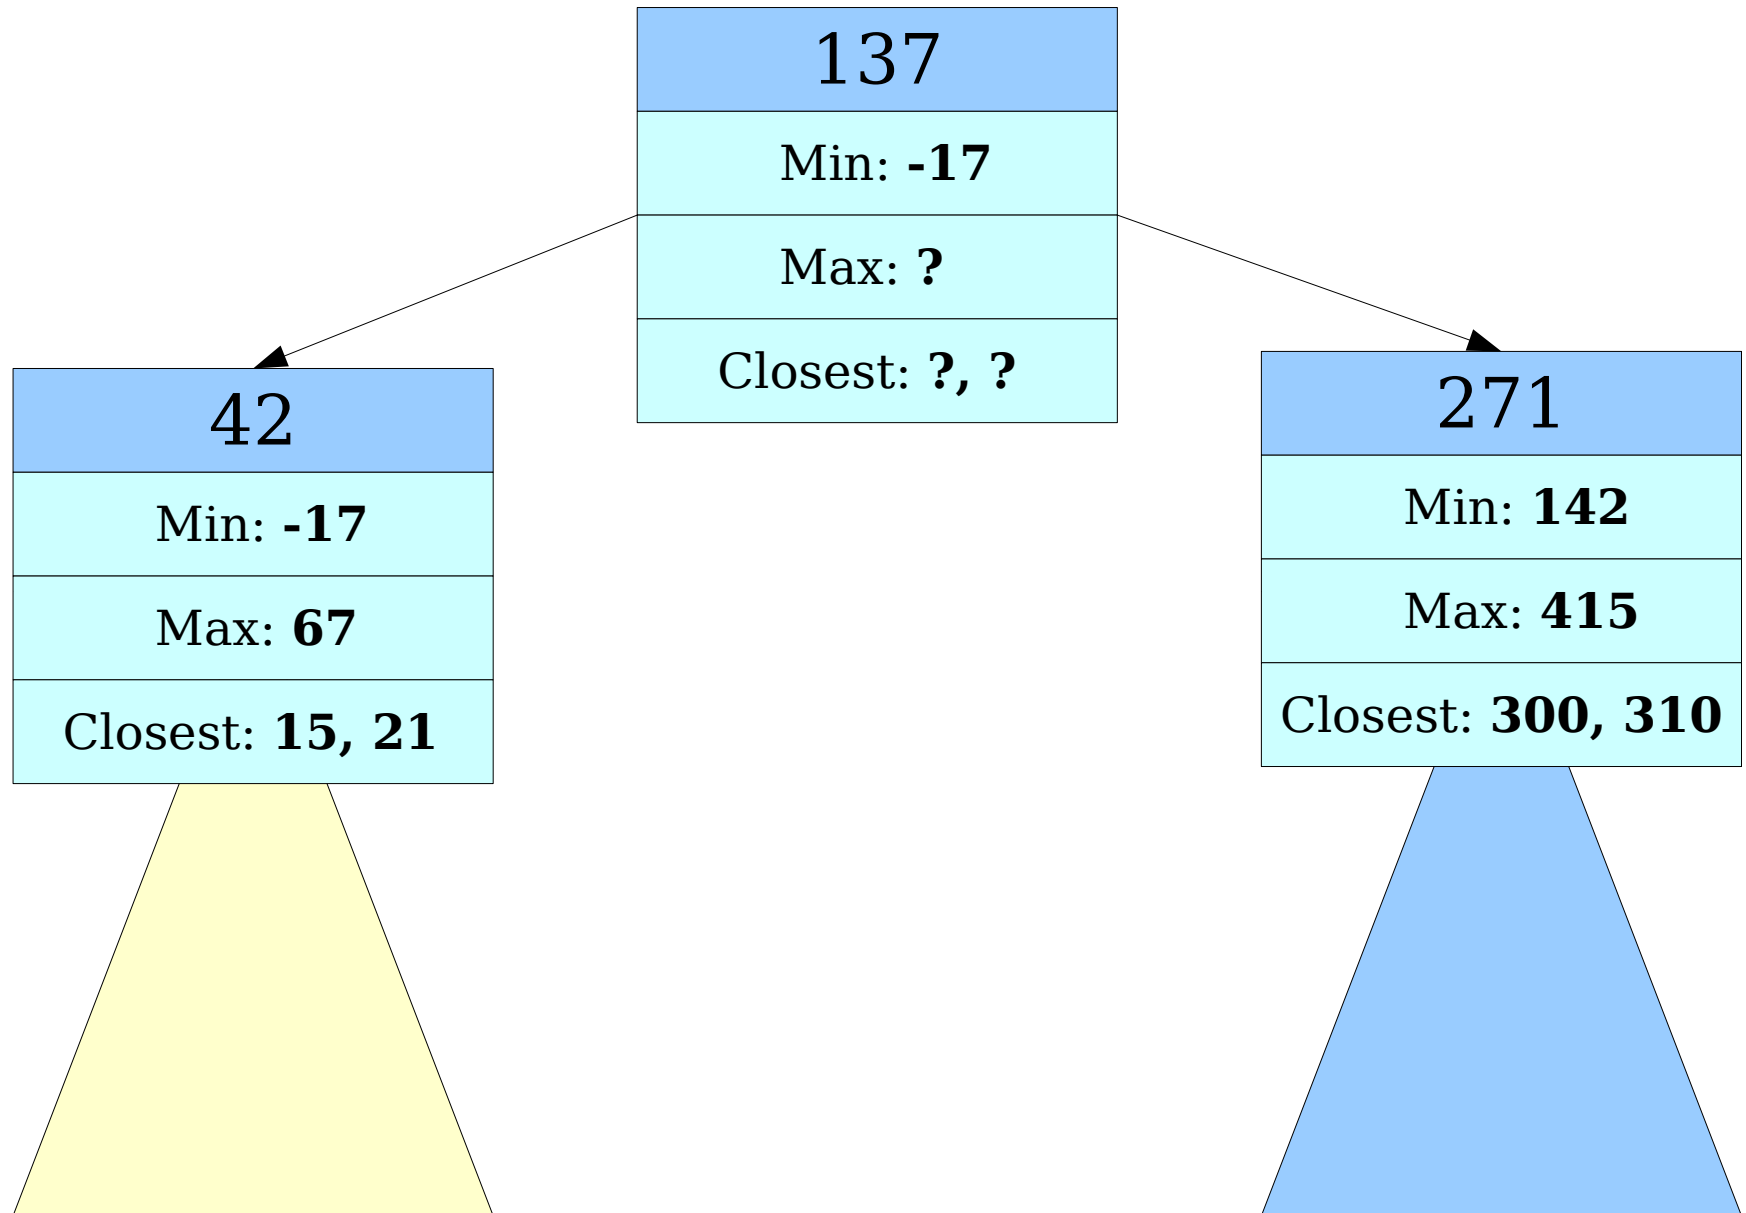 137
Min: -17
Max: ?
Closest: ?, ?
42
Min: -17
Max: 67
Closest: 15, 21
271
Min: 142
Max: 415
Closest: 300, 310